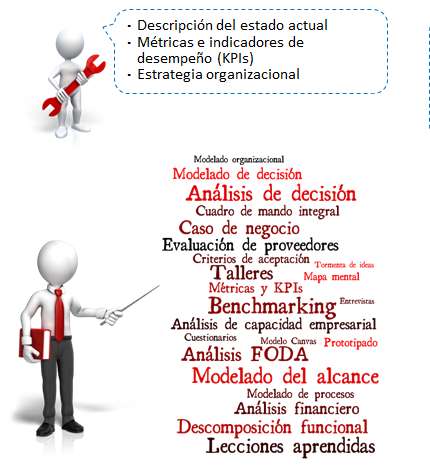 · Descripción del estado actual
· Métricas e indicadores de
desempeño (KPIs)
· Estrategia organizacional
Modelado organizacional
Modelado de decisión
Análisis de decisión
Cuadro de mando integral
Caso de negocio
Evaluación de proveedores
Criterios de aceptación
Tormenta de ideas
Talleres
Mapa mental
Métricas y KPIs
Benchmarking
Entrevistas
Análisis de capacidad empresarial
Cuestionarios
Modelo Canvas
Prototipado
Análisis FODA
Modelado del alcance
Modelado de procesos
Análisis financiero
Descomposición funcional
Lecciones aprendidas